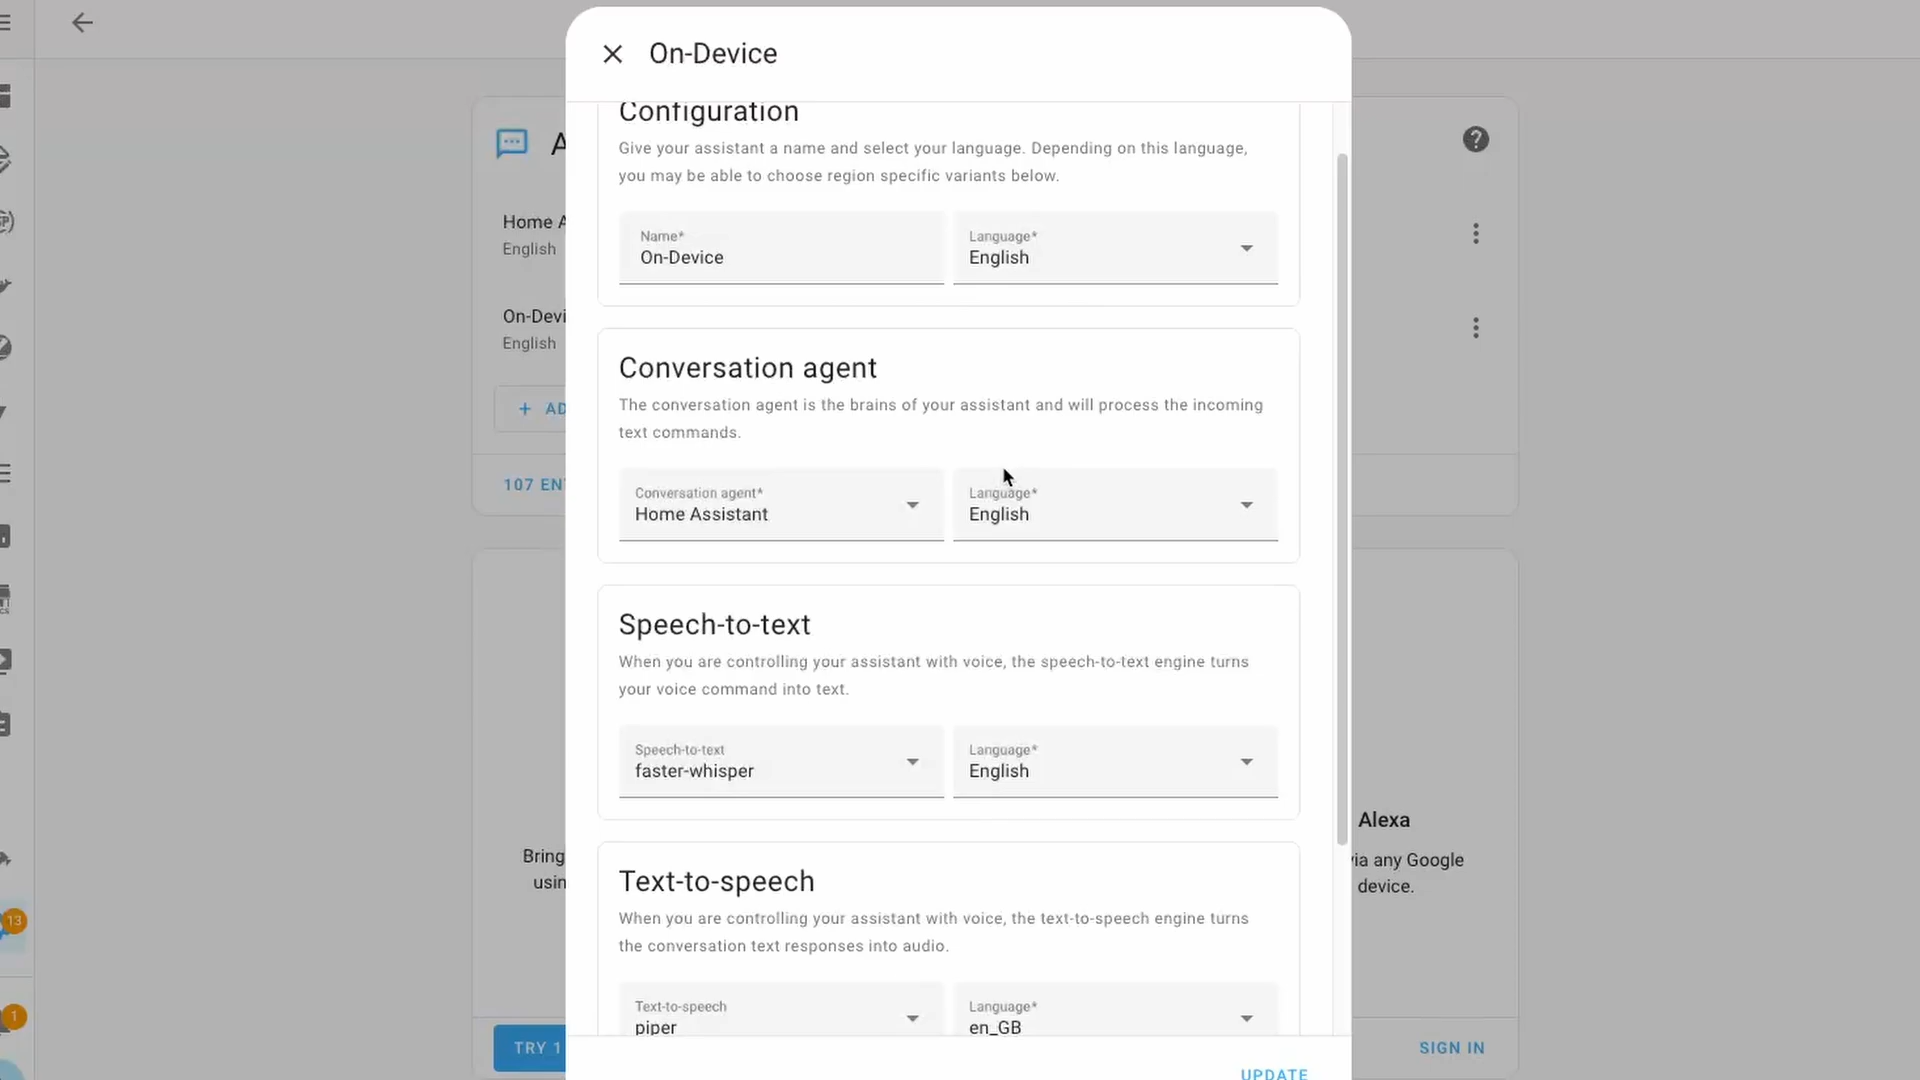 On-Device
Configuration
Give your assistant a name and select your language. Depending on this language,
you may be able to choose region specific variants below.
Name*
On-Device
Language*
English
Conversation agent
The conversation agent is the brains of your assistant and will process the incoming
text commands.
Conversation agent*
Home Assistant
Language*
English
Speech-to-text
When you are controlling your assistant with voice, the speech-to-text engine turns
your voice command into text.
Speech-to-text
faster-whisper
Language*
English
Text-to-speech
When you are controlling your assistant with voice, the text-to-speech engine turns
the conversation text responses into audio.
Text-to-speech
piper
Language*
en_GB
UPDATE
A
Home A
English
On-Devi
English
+ AD
107 EN
Bring
usin
TRY 1
Alexa
via any Google
device.
SIGN IN
13
1